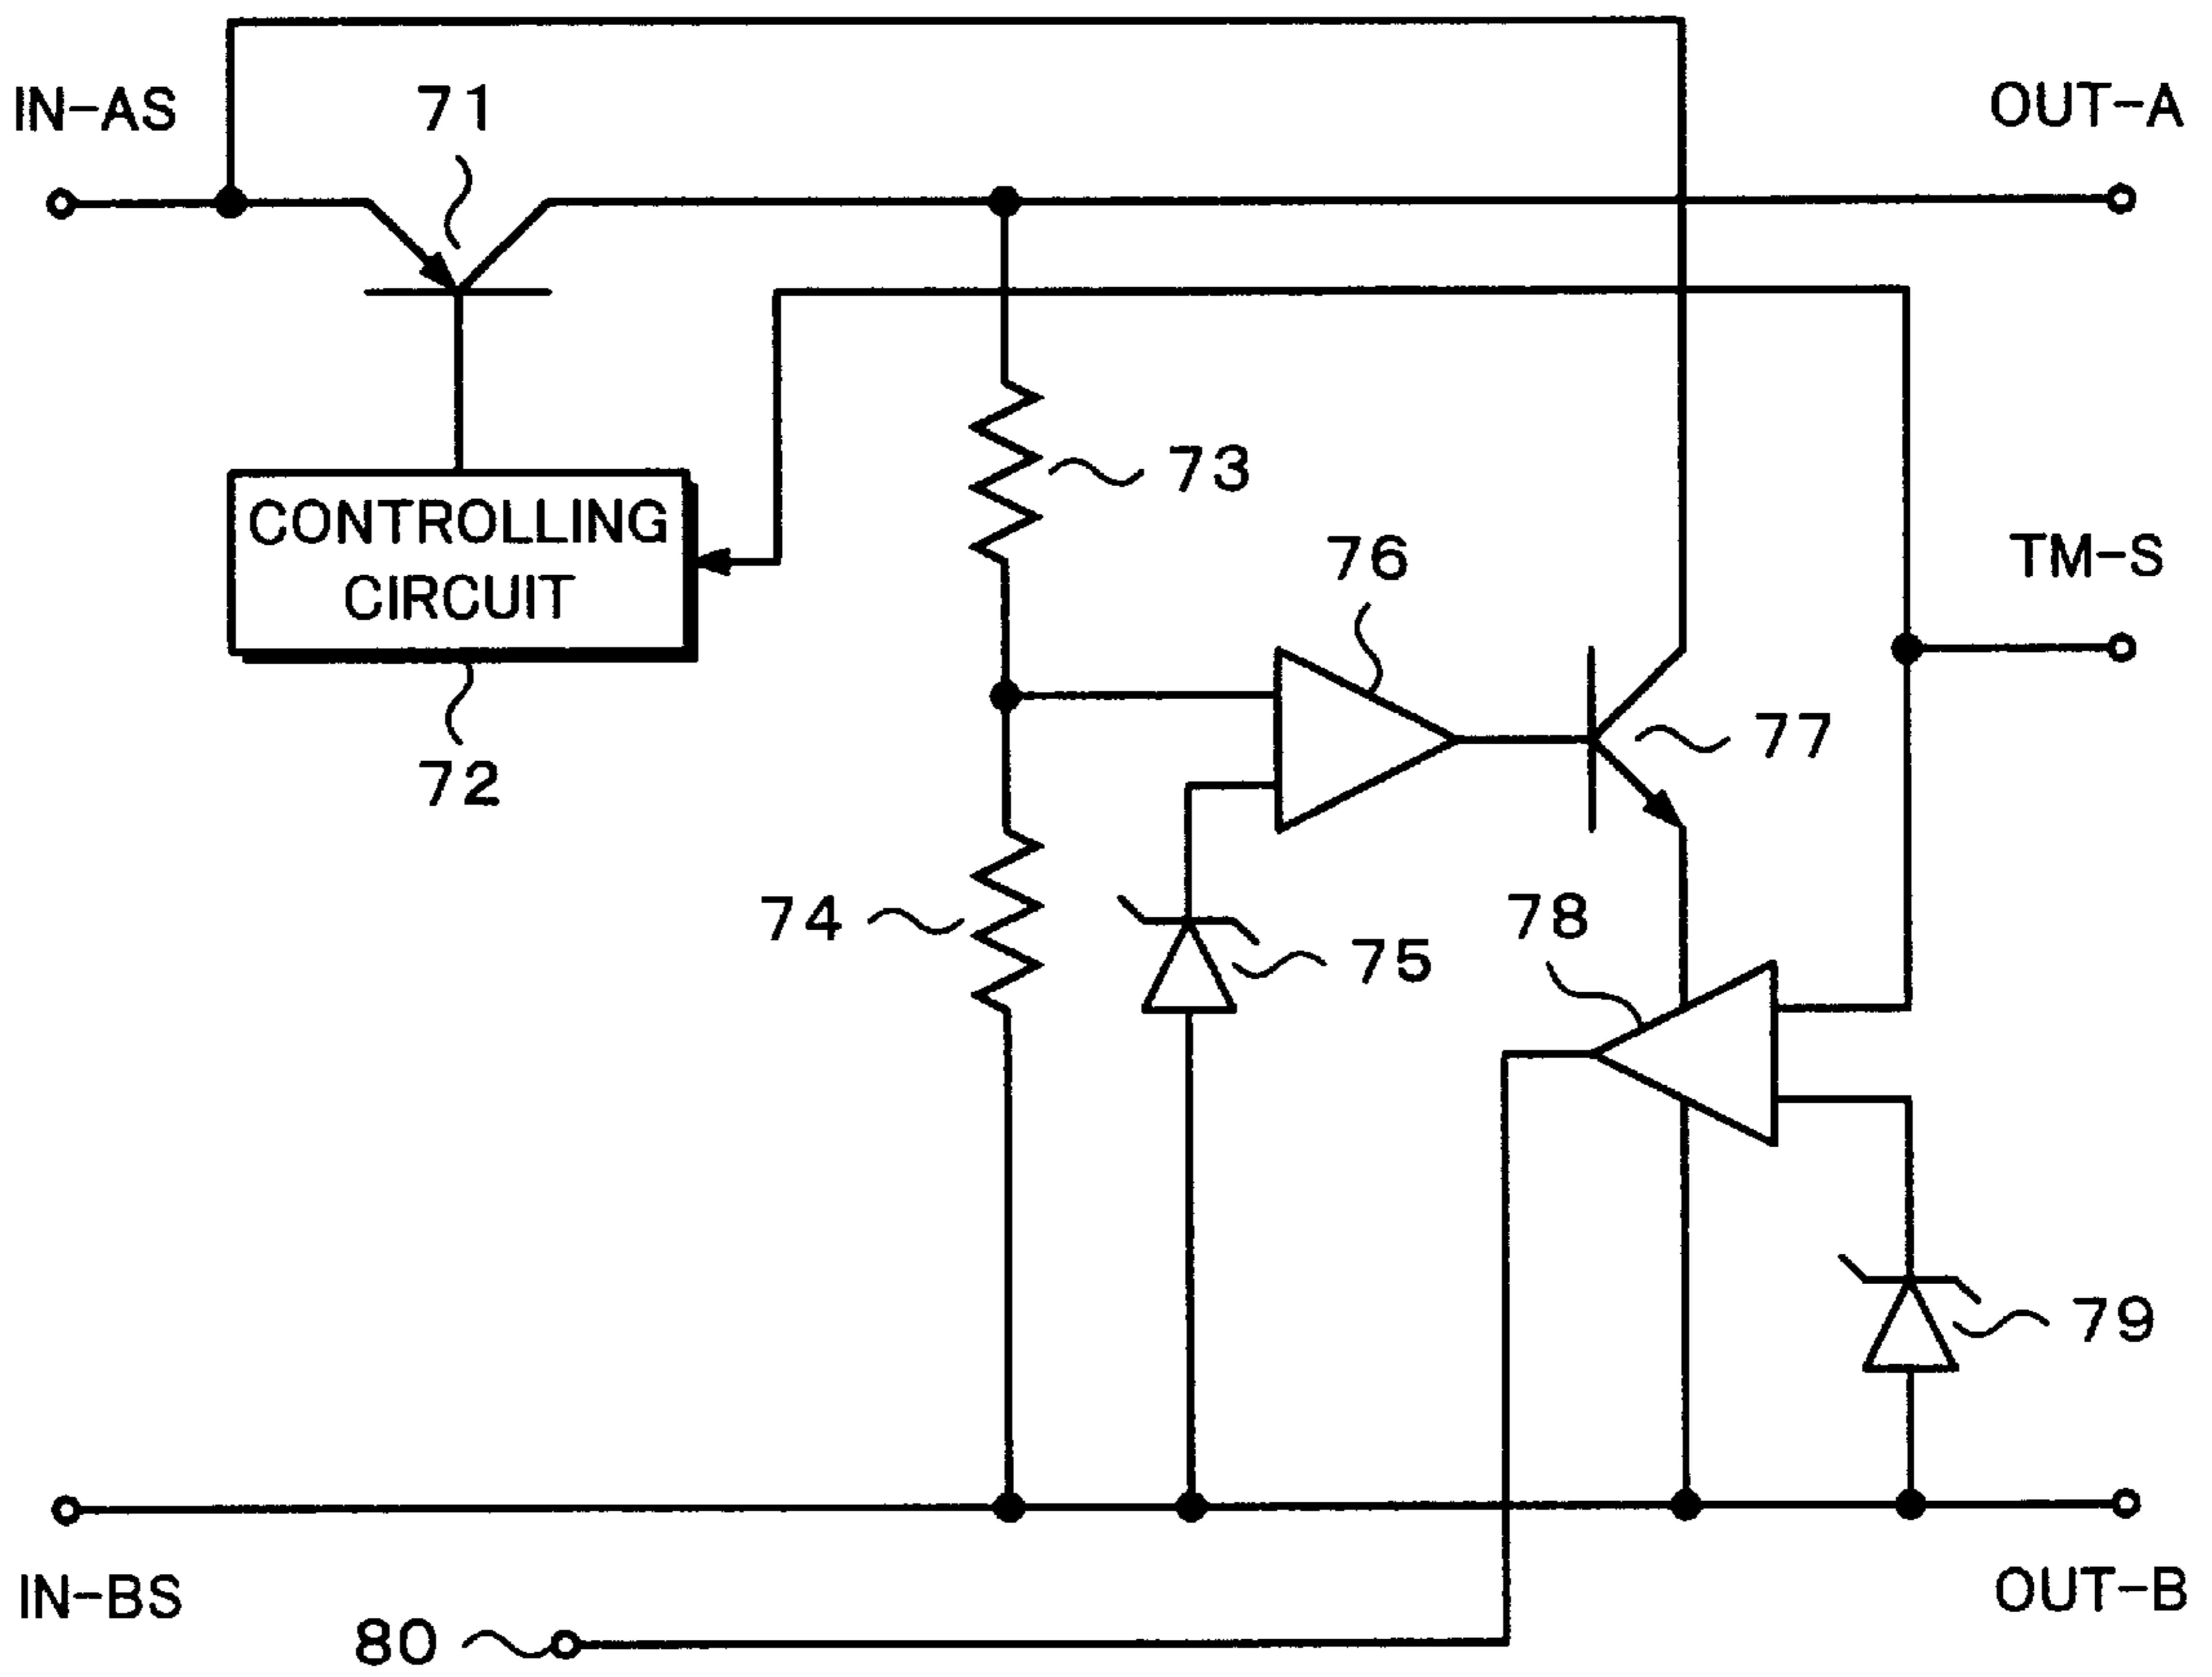 IN-AS
71
OUT-A
CONTROLLING
CIRCUIT
72
73
76
TM-S
77
74
75
78
79
IN-BS
OUT-B
80